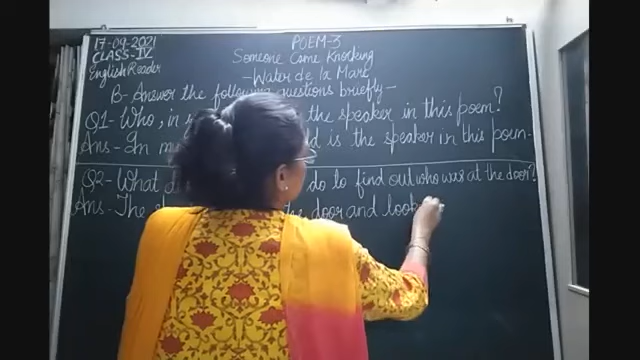 17-09-2021 POEM-3
CLASS-IV Someone Came Knocking
English Reader -Walter de la Mare
B- Answer the following questions briefly-
Q1- Who, in the speaker in this poem?
Ans- In is the speaker in this poem.
Q2- What do to find out who was at the door?
Ans- The door and look